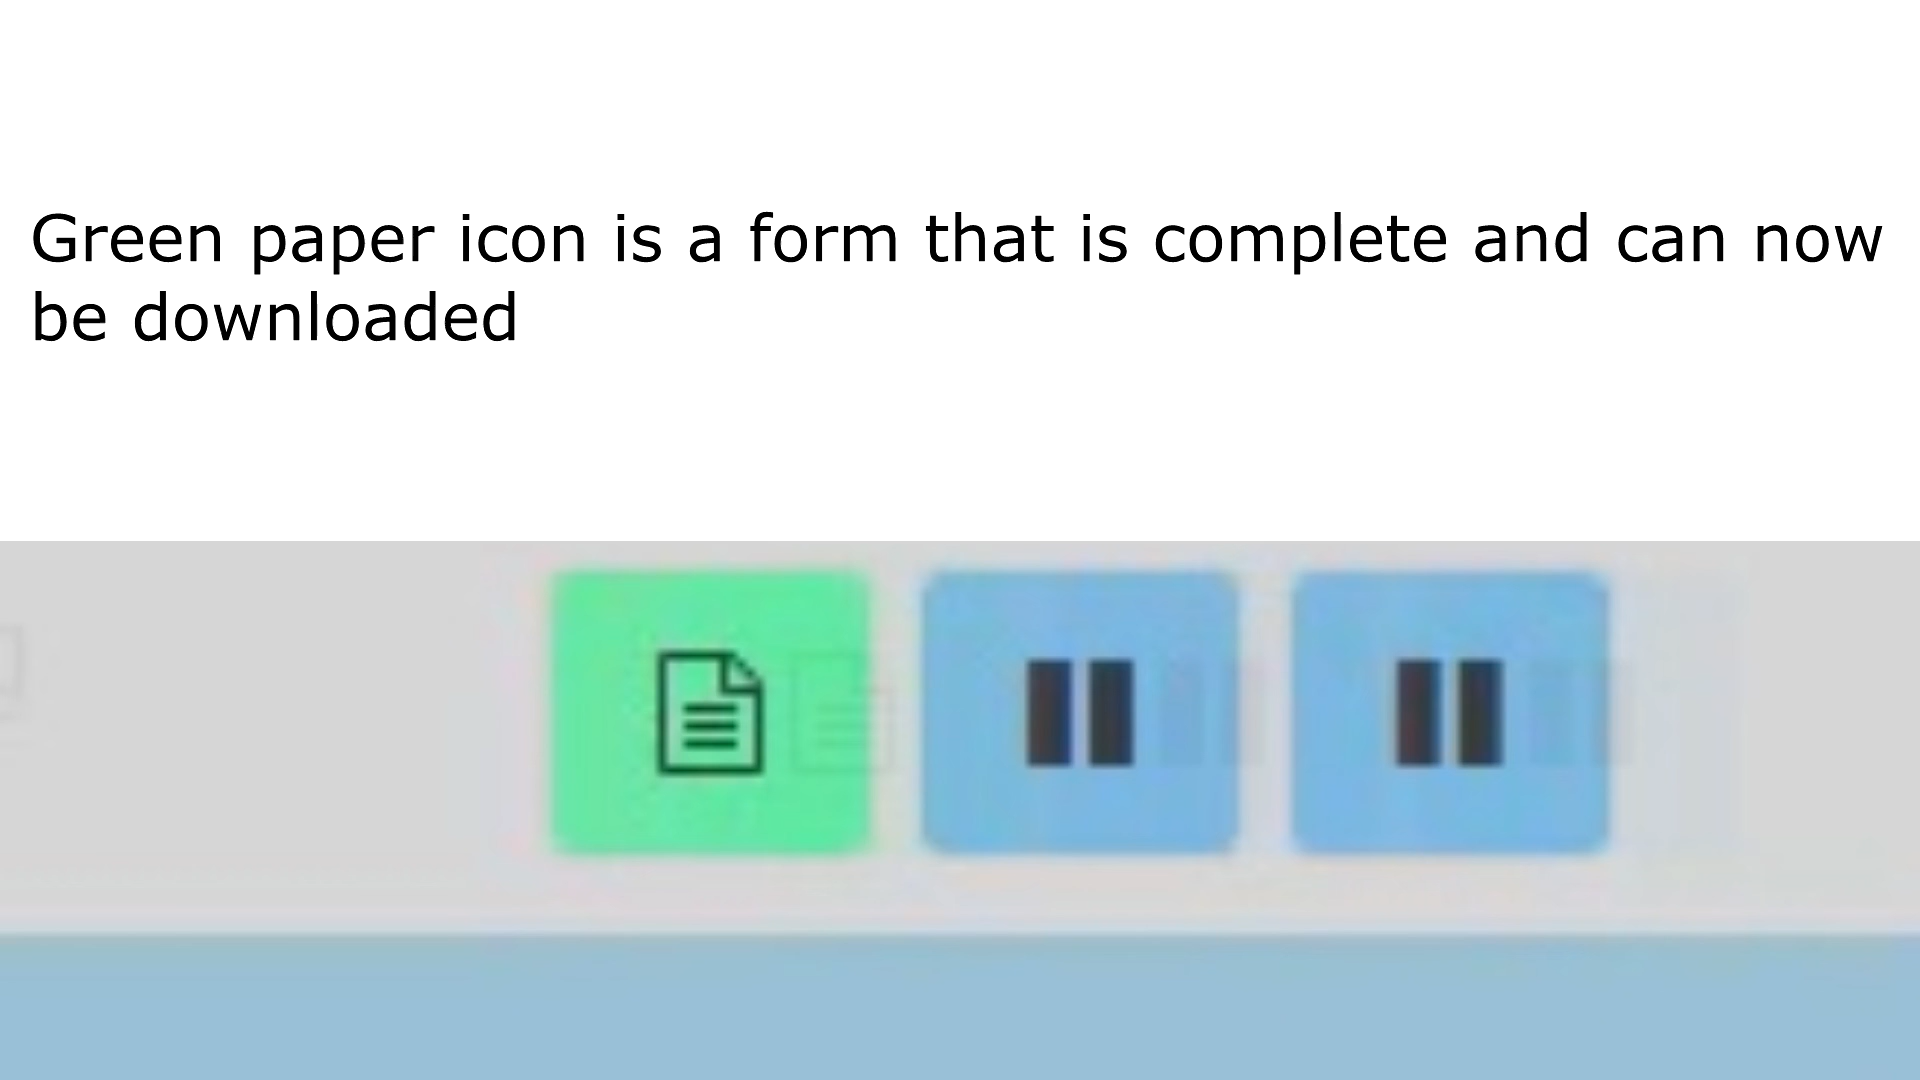 Green paper icon is a form that is complete and can now
be downloaded